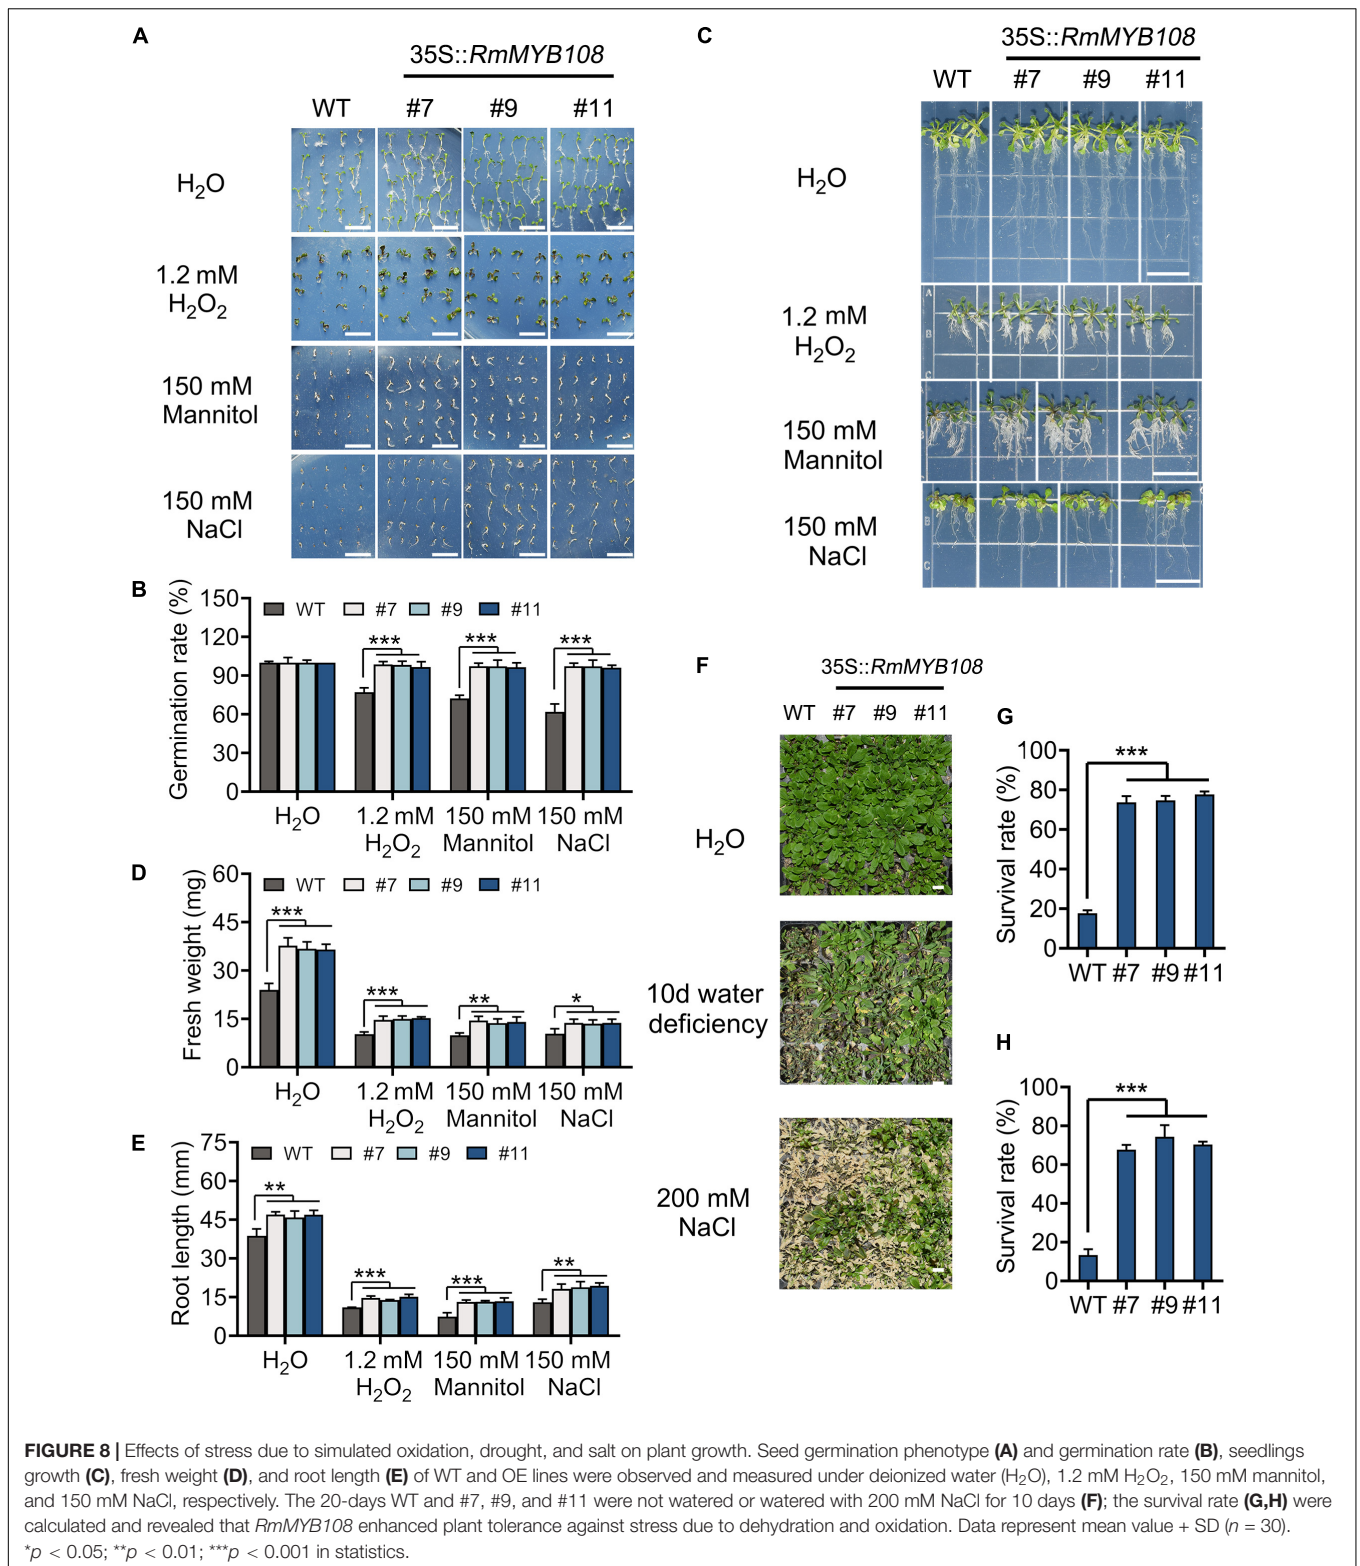 A
35S::RmMYB108
WT #7 #9 #11
H2O
1.2 mM
H2O2
150 mM
Mannitol
150 mM
NaCl
C
35S::RmMYB108
WT #7 #9 #11
H2O
1.2 mM
H2O2
150 mM
Mannitol
150 mM
NaCl
B
Germination rate (%)
WT #7 #9 #11
150
120
90
60
30
0
*** *** ***
H2O 1.2 mM 150 mM 150 mM
H2O2 Mannitol NaCl
D
Fresh weight (mg)
WT #7 #9 #11
60
45
30
15
0
*** *** ** *
H2O 1.2 mM 150 mM 150 mM
H2O2 Mannitol NaCl
E
Root length (mm)
WT #7 #9 #11
75
60
45
30
15
0
** *** *** **
H2O 1.2 mM 150 mM 150 mM
H2O2 Mannitol NaCl
F
35S::RmMYB108
WT #7 #9 #11
H2O
10d water
deficiency
200 mM
NaCl
G
Survival rate (%)
100
80
60
40
20
0
***
WT #7 #9 #11
H
Survival rate (%)
100
80
60
40
20
0
***
WT #7 #9 #11
FIGURE 8 | Effects of stress due to simulated oxidation, drought, and salt on plant growth. Seed germination phenotype (A) and germination rate (B), seedlings
growth (C), fresh weight (D), and root length (E) of WT and OE lines were observed and measured under deionized water (H2O), 1.2 mM H2O2, 150 mM mannitol,
and 150 mM NaCl, respectively. The 20-days WT and #7, #9, and #11 were not watered or watered with 200 mM NaCl for 10 days (F); the survival rate (G,H) were
calculated and revealed that RmMYB108 enhanced plant tolerance against stress due to dehydration and oxidation. Data represent mean value + SD (n = 30).
*p < 0.05; **p < 0.01; ***p < 0.001 in statistics.